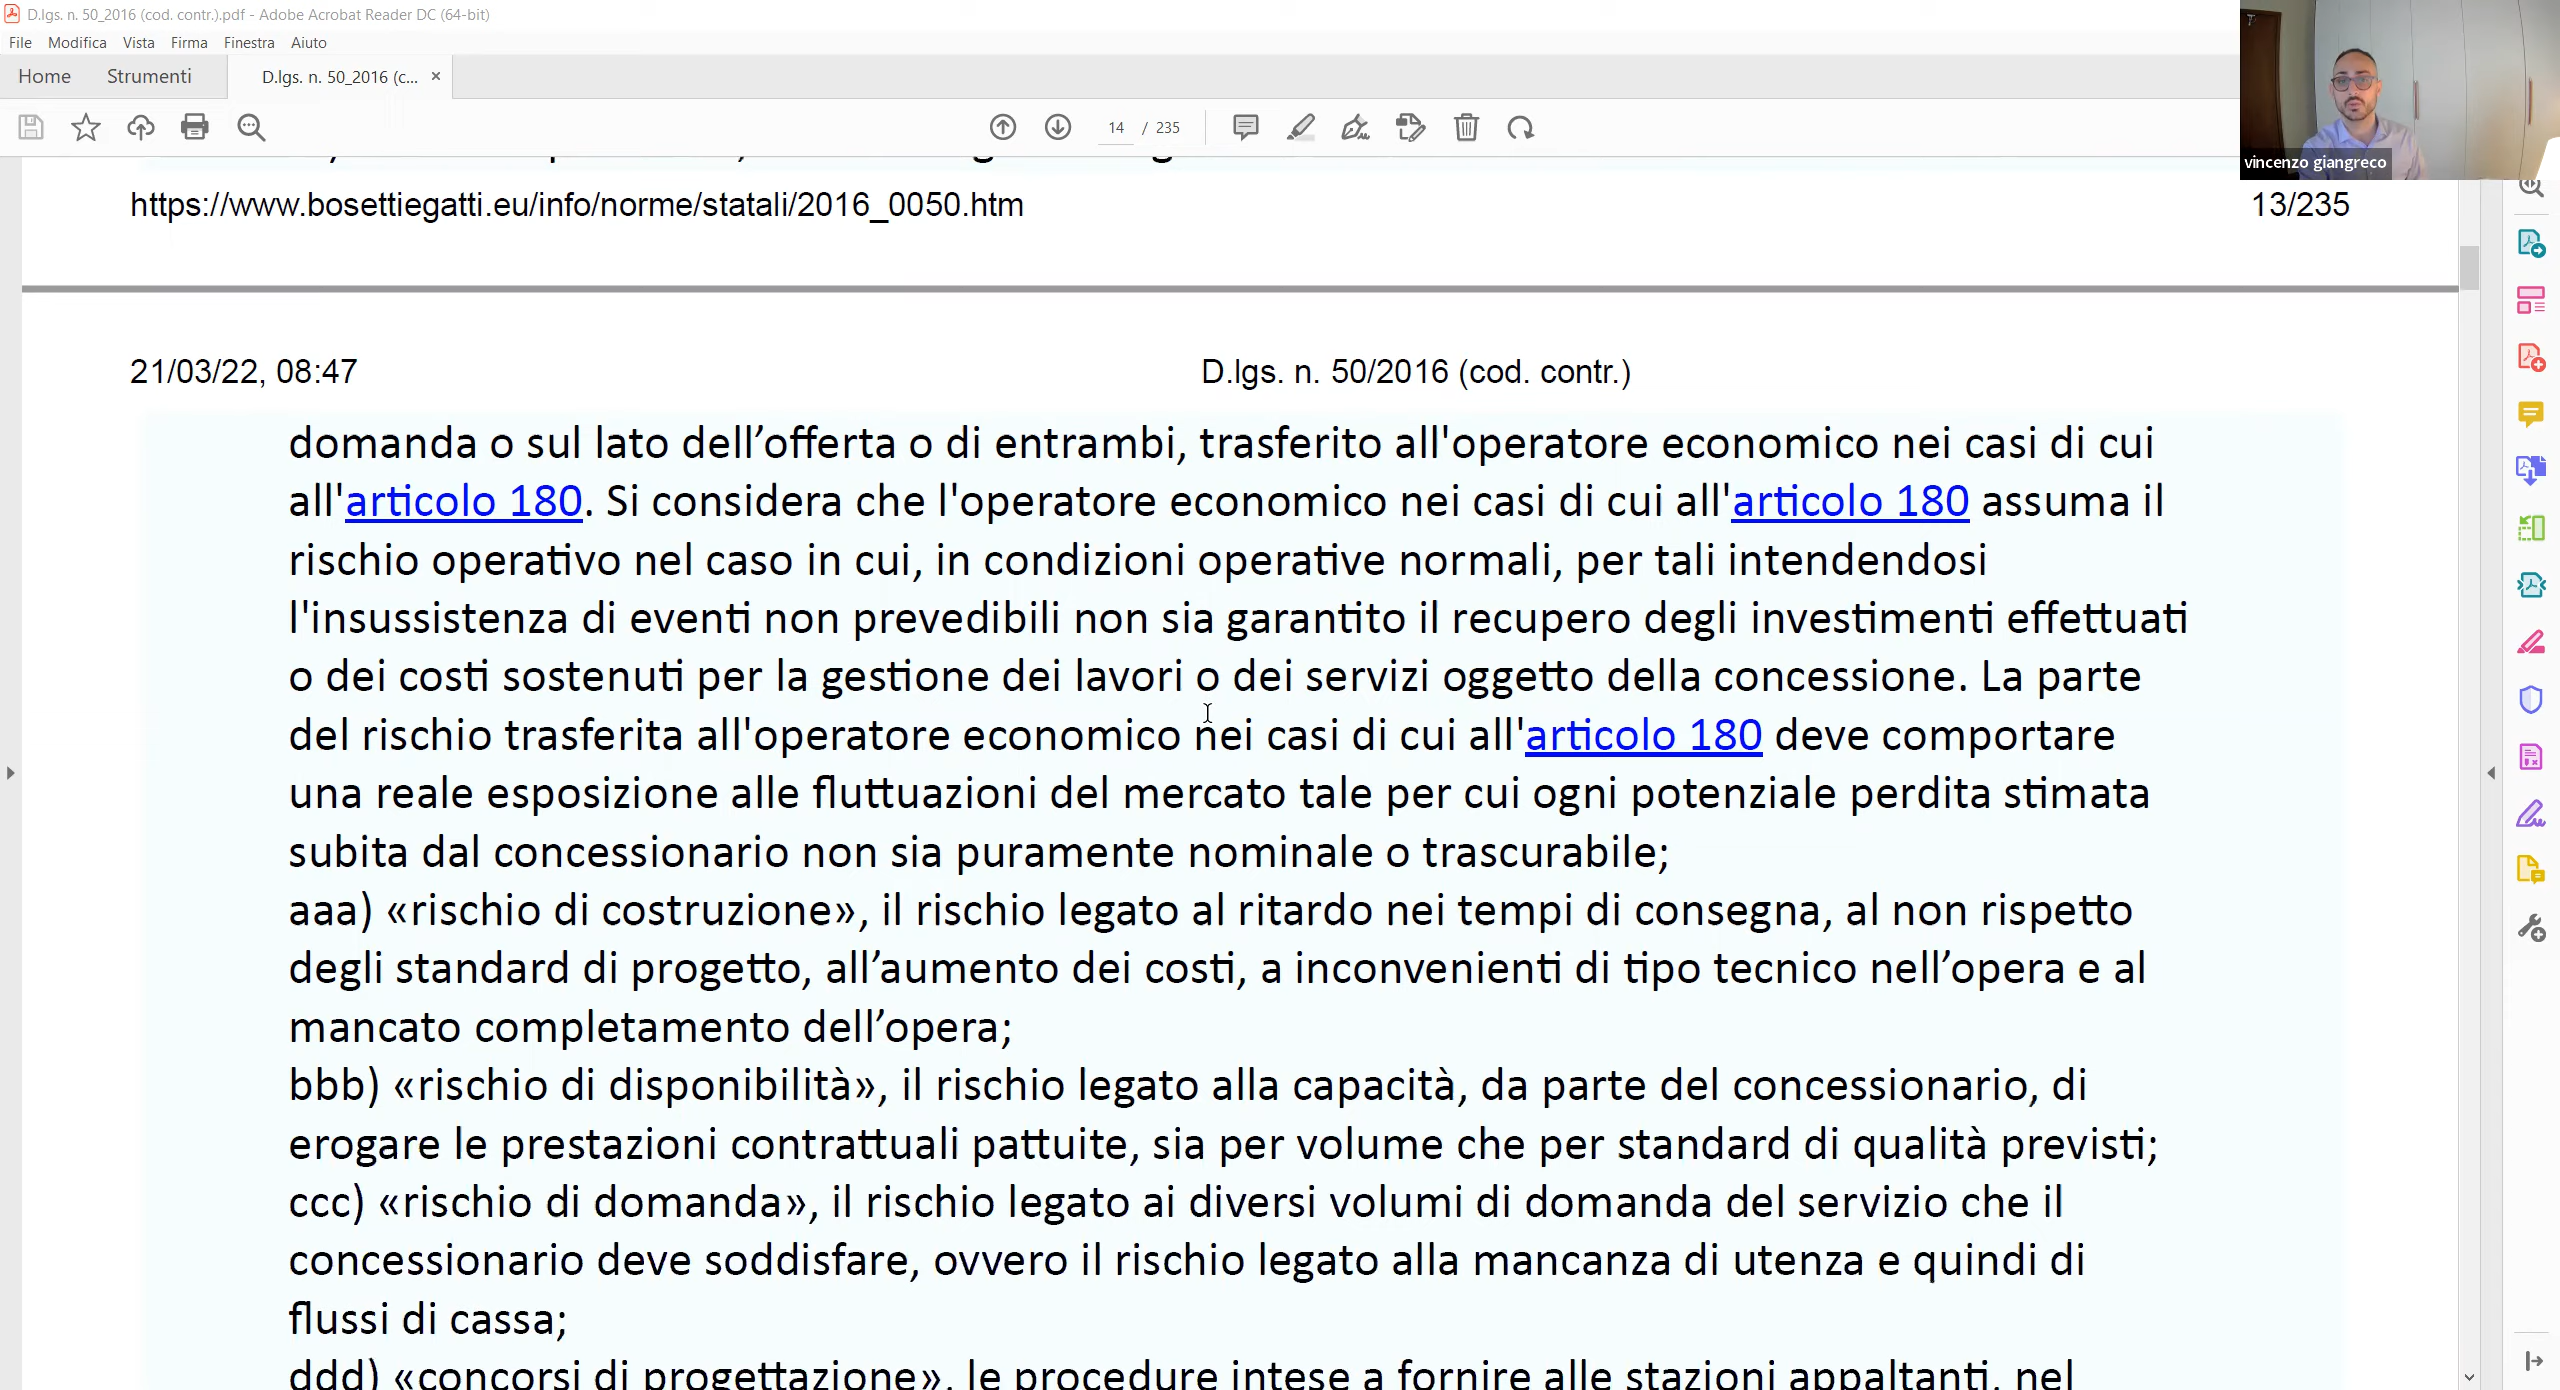 D.lgs. n. 50_2016 (cod. contr.).pdf - Adobe Acrobat Reader DC (64-bit)
File Modifica Vista Firma Finestra Aiuto
Home Strumenti D.lgs. n. 50_2016 (c... ×
14 / 235
vincenzo giangreco
https://www.bosettiegatti.eu/info/norme/statali/2016_0050.htm 13/235
21/03/22, 08:47 D.lgs. n. 50/2016 (cod. contr.)
domanda o sul lato dell’offerta o di entrambi, trasferito all'operatore economico nei casi di cui
all'articolo 180. Si considera che l'operatore economico nei casi di cui all'articolo 180 assuma il
rischio operativo nel caso in cui, in condizioni operative normali, per tali intendendosi
l'insussistenza di eventi non prevedibili non sia garantito il recupero degli investimenti effettuati
o dei costi sostenuti per la gestione dei lavori o dei servizi oggetto della concessione. La parte
del rischio trasferita all'operatore economico nei casi di cui all'articolo 180 deve comportare
una reale esposizione alle fluttuazioni del mercato tale per cui ogni potenziale perdita stimata
subita dal concessionario non sia puramente nominale o trascurabile;
aaa) «rischio di costruzione», il rischio legato al ritardo nei tempi di consegna, al non rispetto
degli standard di progetto, all’aumento dei costi, a inconvenienti di tipo tecnico nell’opera e al
mancato completamento dell’opera;
bbb) «rischio di disponibilità», il rischio legato alla capacità, da parte del concessionario, di
erogare le prestazioni contrattuali pattuite, sia per volume che per standard di qualità previsti;
ccc) «rischio di domanda», il rischio legato ai diversi volumi di domanda del servizio che il
concessionario deve soddisfare, ovvero il rischio legato alla mancanza di utenza e quindi di
flussi di cassa;
ddd) «concorsi di progettazione», le procedure intese a fornire alle stazioni appaltanti, nel